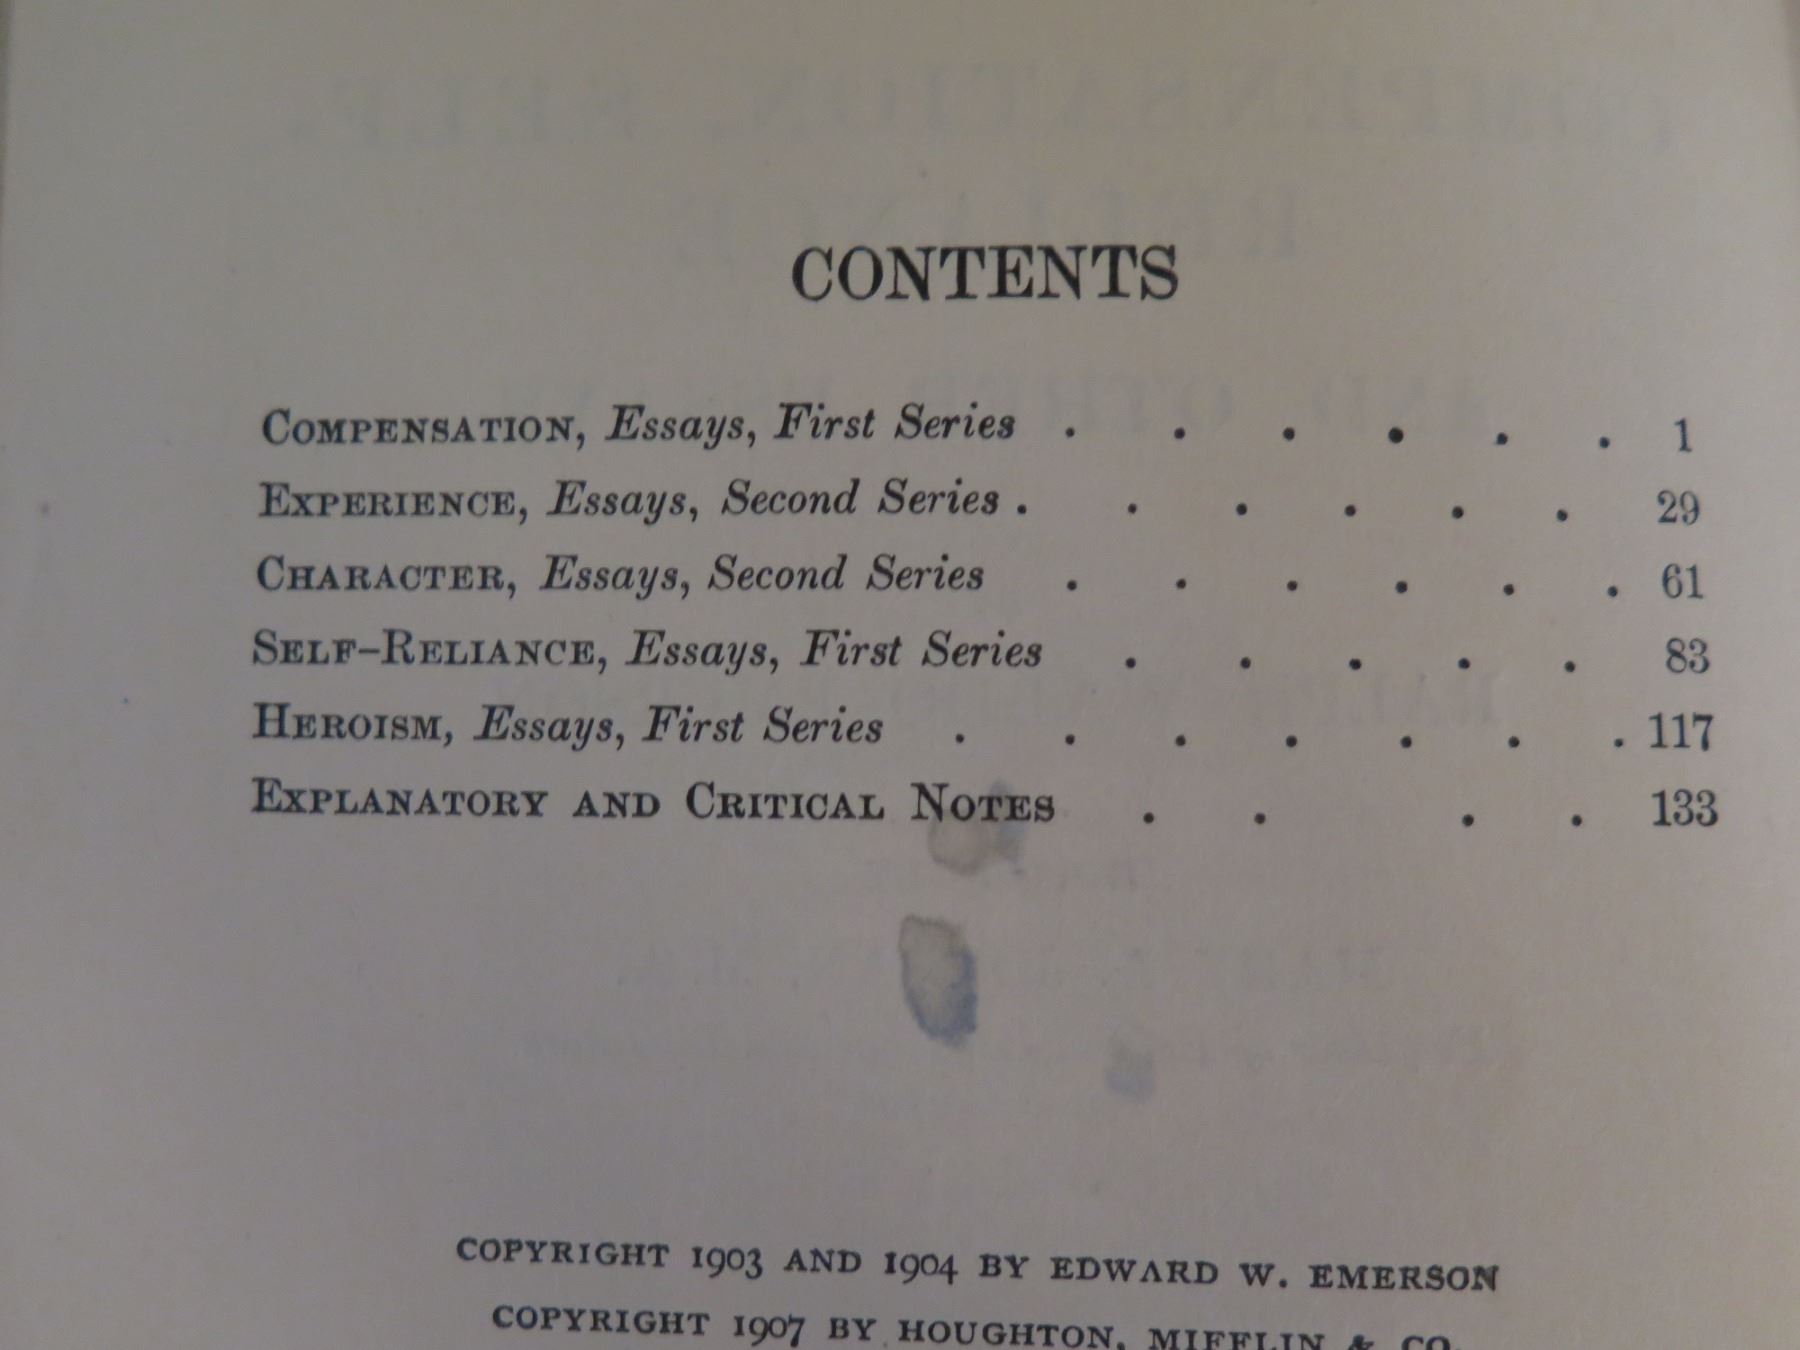 CONTENTS
COMPENSATION, Essays, First Series . . . . . . 1
EXPERIENCE, Essays, Second Series . . . . . . 29
CHARACTER, Essays, Second Series . . . . . . 61
SELF-RELIANCE, Essays, First Series . . . . . 83
HEROISM, Essays, First Series . . . . . . . 117
EXPLANATORY AND CRITICAL NOTES . . . . 133
COPYRIGHT 1903 AND 1904 BY EDWARD W. EMERSON
COPYRIGHT 1907 BY HOUGHTON, MIFFLIN & CO.